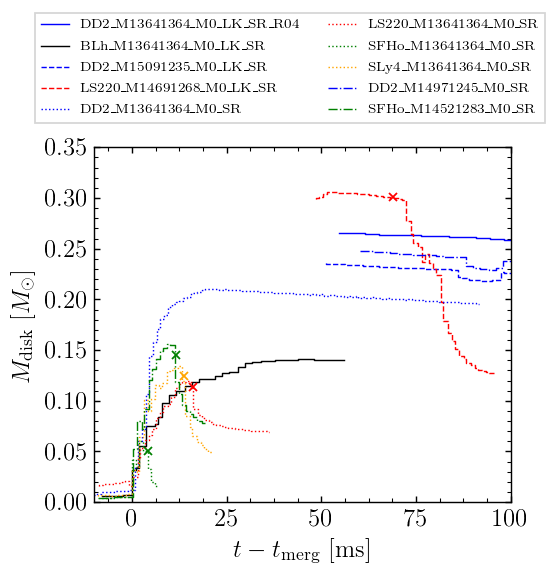 DD2_M13641364_M0_LK_SR_R04
BLh_M13641364_M0_LK_SR
DD2_M15091235_M0_LK_SR
LS220_M14691268_M0_LK_SR
DD2_M13641364_M0_SR
LS220_M13641364_M0_SR
SFHo_M13641364_M0_SR
SLy4_M13641364_M0_SR
DD2_M14971245_M0_SR
SFHo_M14521283_M0_SR
0.35
0.30
0.25
0.20
0.15
0.10
0.05
0.00
M_disk [M_⊙]
0 25 50 75 100
t − t_merg [ms]